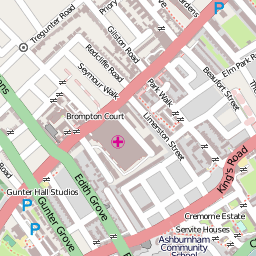 Tregunter Road
Priory
Gilston Road
Redcliffe Road
Seymour Walk
Park Walk
Elm Park R
Beaufort Street
Brompton Court
Limerston Street
King's Road
Gunter Hall Studios
Edith Grove
Gunter Grove
Cremorne Estate
Servite Houses
Ashburnham
Community
School
Road
P
P